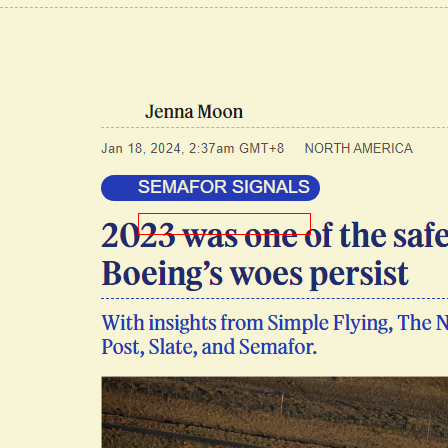 Jenna Moon
Jan 18, 2024, 2:37am GMT+8 NORTH AMERICA
SEMAFOR SIGNALS
2023 was one of the safe
Boeing’s woes persist
With insights from Simple Flying, The N
Post, Slate, and Semafor.